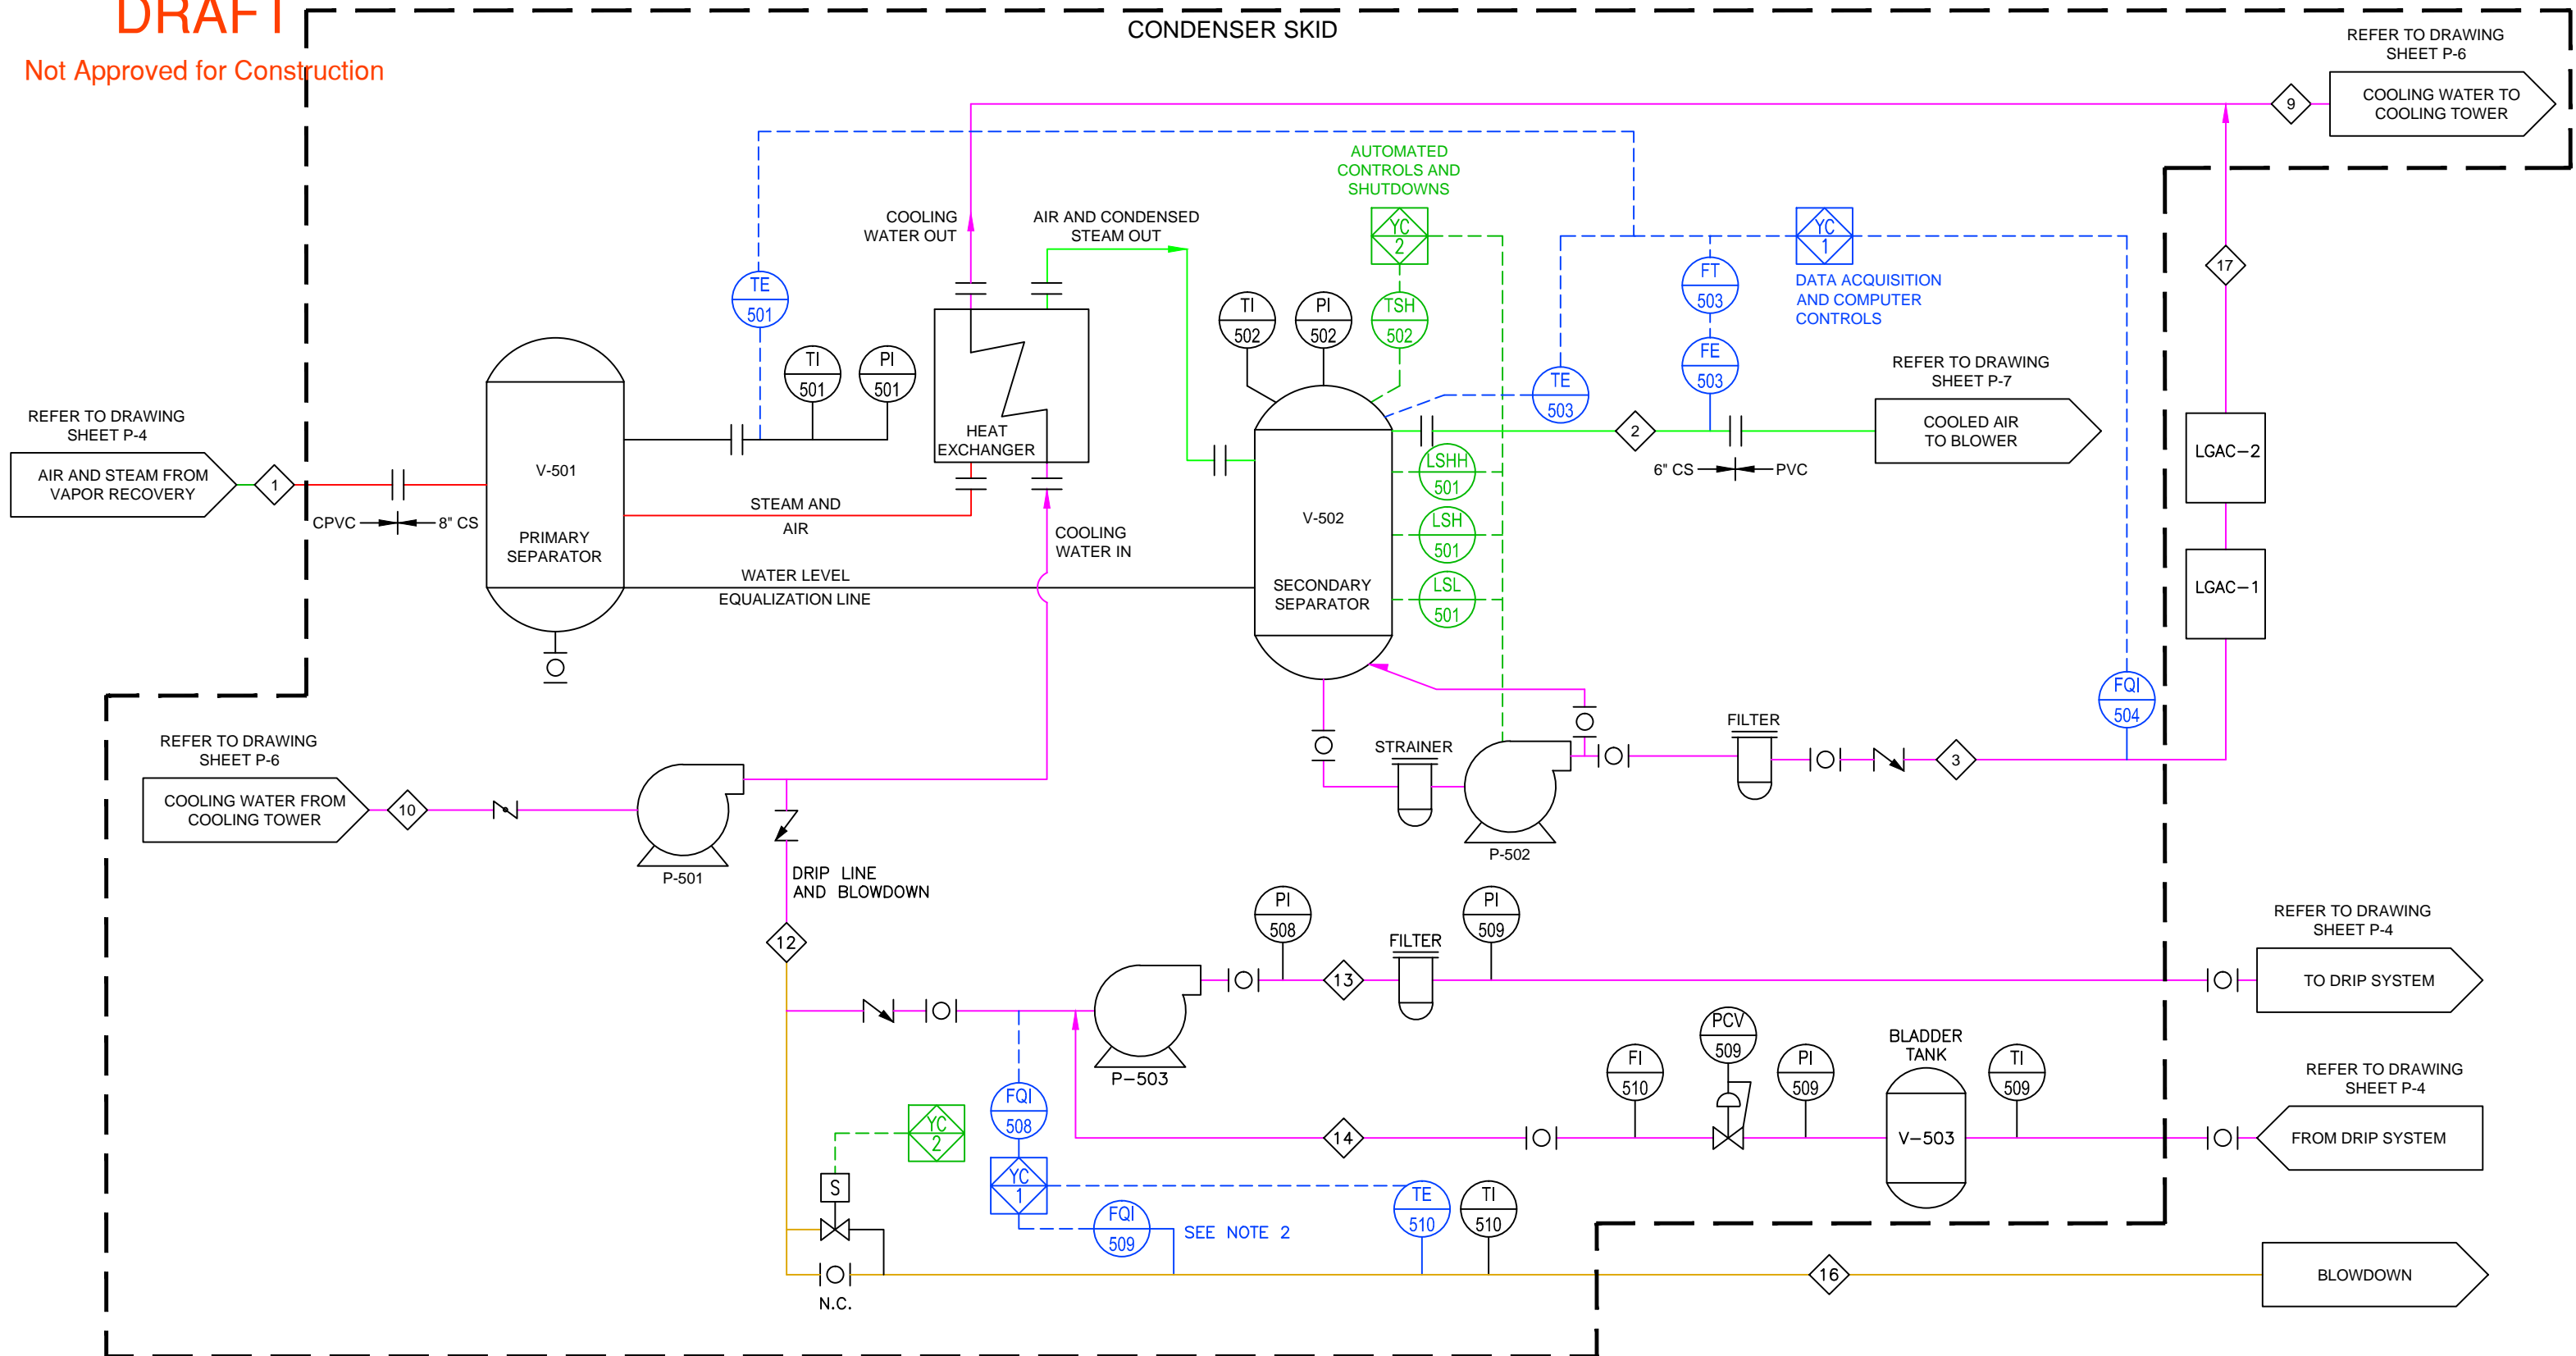 DRAFT
Not Approved for Construction
CONDENSER SKID
REFER TO DRAWING
SHEET P-6
COOLING WATER TO
COOLING TOWER
9
AUTOMATED
CONTROLS AND
SHUTDOWNS
YC
2
COOLING
WATER OUT
AIR AND CONDENSED
STEAM OUT
YC
1
DATA ACQUISITION
AND COMPUTER
CONTROLS
17
TE
501
TI
501
PI
501
TI
502
PI
502
TSH
502
FT
503
FE
503
TE
503
REFER TO DRAWING
SHEET P-7
COOLED AIR
TO BLOWER
2
6" CS
PVC
REFER TO DRAWING
SHEET P-4
AIR AND STEAM FROM
VAPOR RECOVERY
1
CPVC
8" CS
V-501
PRIMARY
SEPARATOR
HEAT
EXCHANGER
STEAM AND
AIR
COOLING
WATER IN
WATER LEVEL
EQUALIZATION LINE
V-502
SECONDARY
SEPARATOR
LSHH
501
LSH
501
LSL
501
LGAC-2
LGAC-1
FQI
504
REFER TO DRAWING
SHEET P-6
COOLING WATER FROM
COOLING TOWER
10
P-501
STRAINER
P-502
FILTER
3
DRIP LINE
AND BLOWDOWN
12
PI
508
FILTER
PI
509
13
P-503
REFER TO DRAWING
SHEET P-4
TO DRIP SYSTEM
FQI
508
YC
2
YC
1
S
FQI
509
SEE NOTE 2
14
FI
510
PCV
509
PI
509
BLADDER
TANK
V-503
TI
509
REFER TO DRAWING
SHEET P-4
FROM DRIP SYSTEM
TE
510
TI
510
N.C.
16
BLOWDOWN